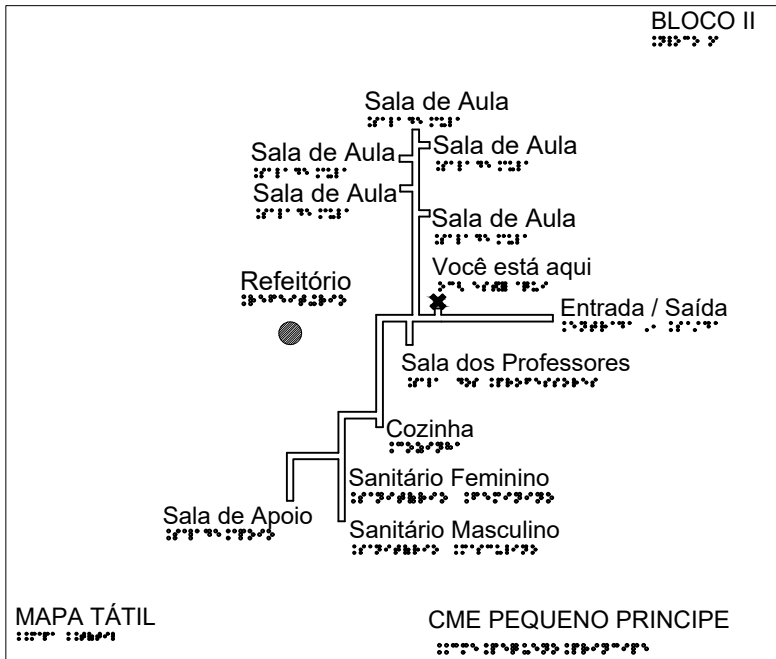 BLOCO II
Sala de Aula
Sala de Aula
Sala de Aula
Sala de Aula
Sala de Aula
Você está aqui
Refeitório
Entrada / Saída
Sala dos Professores
Cozinha
Sanitário Feminino
Sala de Apoio
Sanitário Masculino
MAPA TÁTIL
CME PEQUENO PRINCIPE